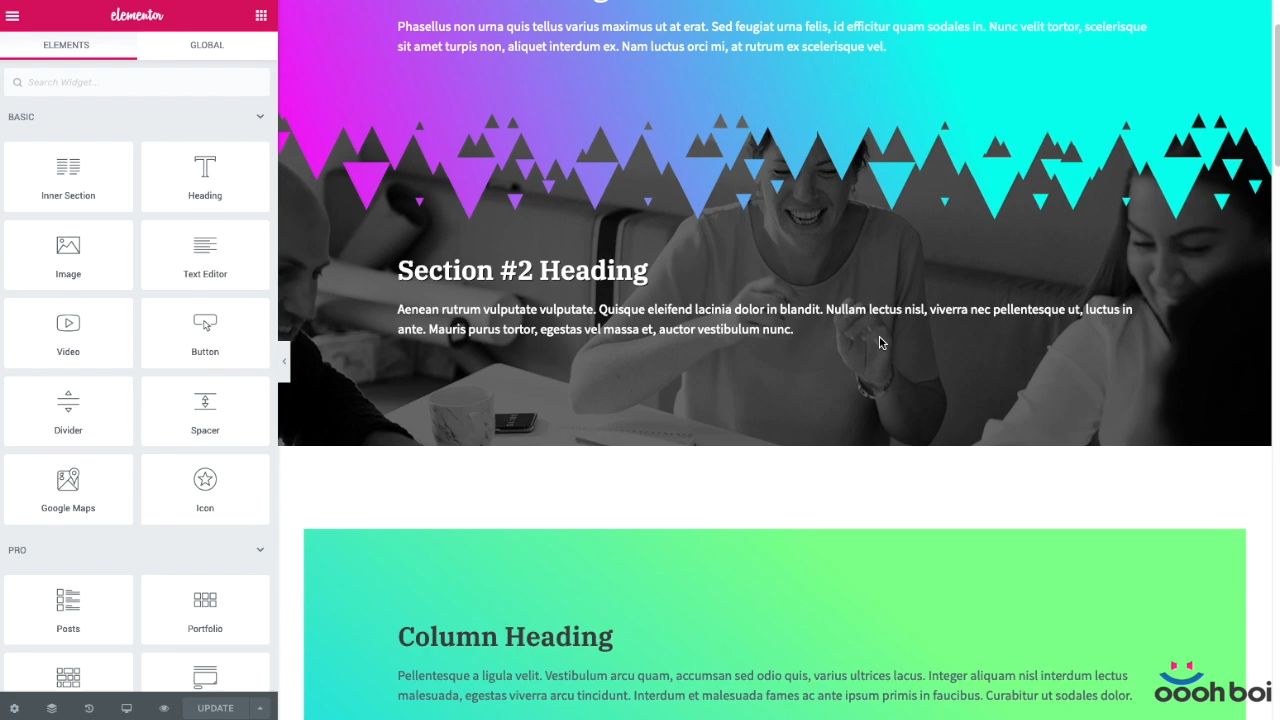 elementor
ELEMENTS
GLOBAL
Search Widget...
BASIC
Inner Section
Heading
Image
Text Editor
Video
Button
Divider
Spacer
Google Maps
Icon
PRO
Posts
Portfolio
UPDATE
Phasellus non urna quis tellus varius maximus ut at erat. Sed feugiat urna felis, id efficitur quam sodales in. Nunc velit tortor, scelerisque
sit amet turpis non, aliquet interdum ex. Nam luctus orci mi, at rutrum ex scelerisque vel.
Section #2 Heading
Aenean rutrum vulputate vulputate. Quisque eleifend lacinia dolor in blandit. Nullam lectus nisl, viverra nec pellentesque ut, luctus in
ante. Mauris purus tortor, egestas vel massa et, auctor vestibulum nunc.
Column Heading
Pellentesque a ligula velit. Vestibulum arcu quam, accumsan sed odio quis, varius ultrices lacus. Integer aliquam nisl interdum lectus
malesuada, egestas viverra arcu tincidunt. Interdum et malesuada fames ac ante ipsum primis in faucibus. Curabitur ut sodales dolor.
oooh boi